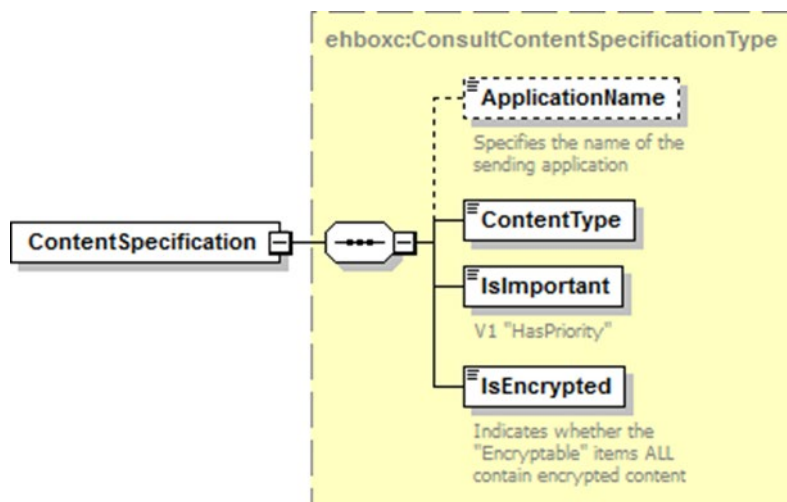 ehboxc:ConsultContentSpecificationType
ApplicationName
Specifies the name of the
sending application
ContentSpecification
ContentType
IsImportant
V1 "HasPriority"
IsEncrypted
Indicates whether the
"Encryptable" items ALL
contain encrypted content